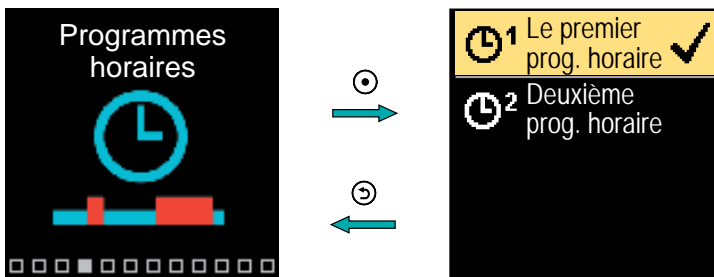 Programmes
horaires
1 Le premier
prog. horaire
2 Deuxième
prog. horaire